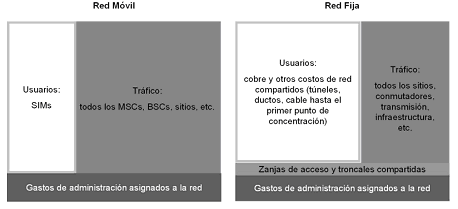 Red Móvil
Usuarios:
SIMs
Tráfico:
todos los MSCs, BSCs, sitios, etc.
Gastos de administración asignados a la red
Red Fija
Usuarios:
cobre y otros costos de red
compartidos (túneles,
ductos, cable hasta el
primer punto de
concentración)
Tráfico:
todos los sitios,
conmutadores,
transmisión,
infraestructura,
etc.
Zanjas de acceso y troncales compartidas
Gastos de administración asignados a la red